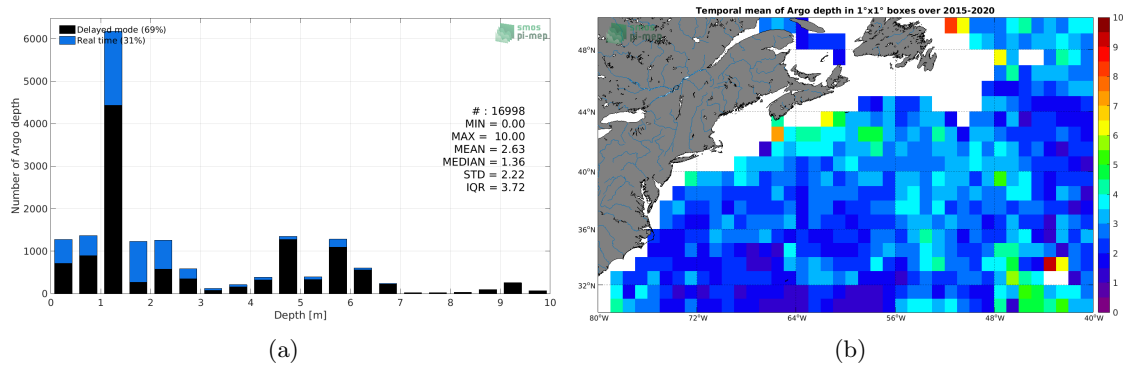 Delayed mode (69%)
Real time (31%)
smos
pi-mep
# : 16998
MIN = 0.00
MAX = 10.00
MEAN = 2.63
MEDIAN = 1.36
STD = 2.22
IQR = 3.72
Number of Argo depth
6000
5000
4000
3000
2000
1000
0
0 1 2 3 4 5 6 7 8 9 10
Depth [m]
(a)
Temporal mean of Argo depth in 1°x1° boxes over 2015-2020
smos
pi-mep
48°N
44°N
40°N
36°N
32°N
80°W 72°W 64°W 56°W 48°W 40°W
10
9
8
7
6
5
4
3
2
1
0
(b)